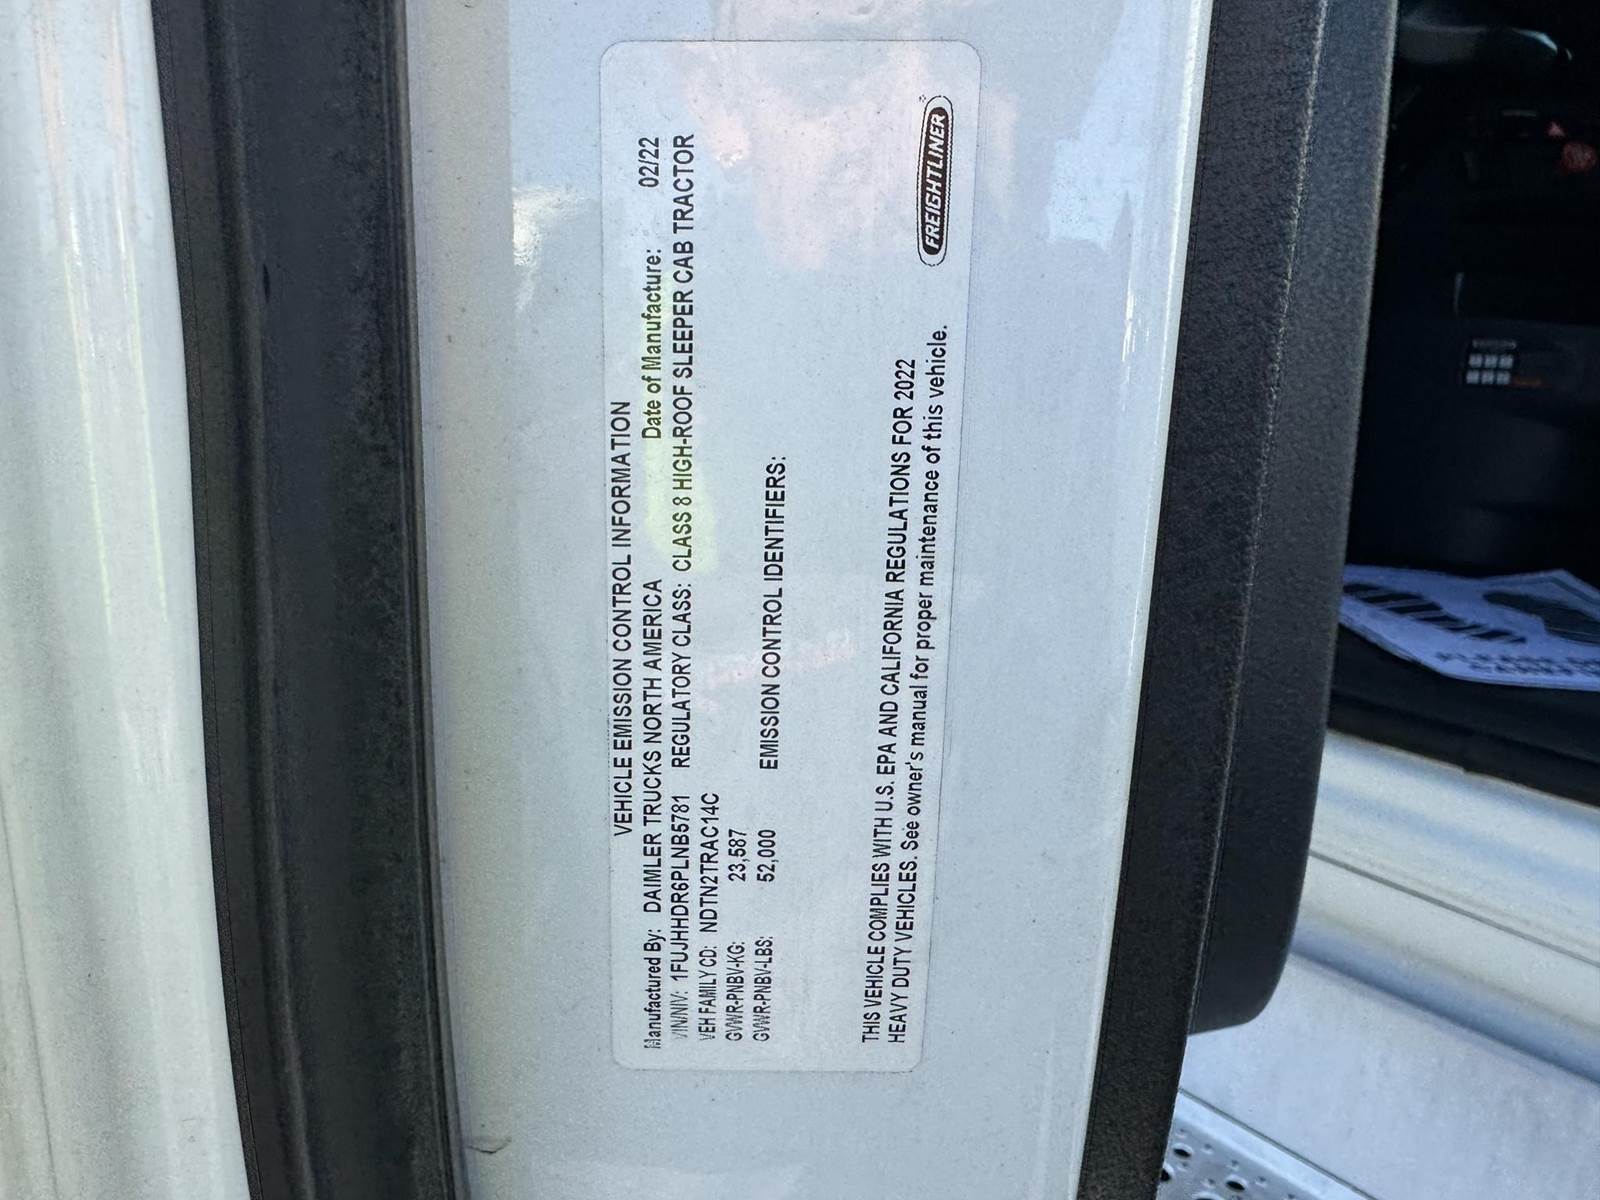 VEHICLE EMISSION CONTROL INFORMATION
Manufactured By: DAIMLER TRUCKS NORTH AMERICA Date of Manufacture: 02/22
VIN/NIV: 1FUJHHDR6PLNB5781 REGULATORY CLASS: CLASS 8 HIGH-ROOF SLEEPER CAB TRACTOR
VEH FAMILY CD: NDTN2TRAC14C
GVWR-PNBV-KG: 23,587
GVWR-PNBV-LBS: 52,000 EMISSION CONTROL IDENTIFIERS:
THIS VEHICLE COMPLIES WITH U.S. EPA AND CALIFORNIA REGULATIONS FOR 2022
HEAVY DUTY VEHICLES. See owner's manual for proper maintenance of this vehicle.
FREIGHTLINER